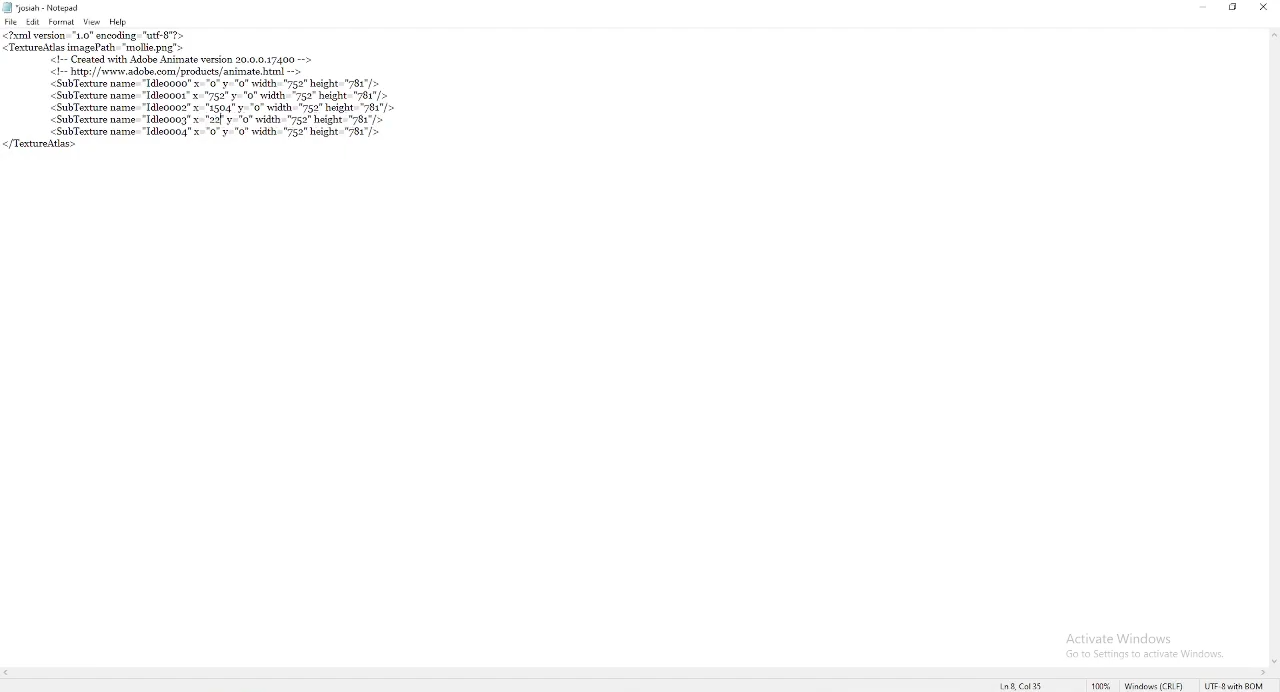 *josiah - Notepad
File Edit Format View Help
<?xml version="1.0" encoding="utf-8"?>
<TextureAtlas imagePath="mollie.png">
<!-- Created with Adobe Animate version 20.0.0.17400 -->
<!-- http://www.adobe.com/products/animate.html -->
<SubTexture name="Idle0000" x="0" y="0" width="752" height="781"/>
<SubTexture name="Idle0001" x="752" y="0" width="752" height="781"/>
<SubTexture name="Idle0002" x="1504" y="0" width="752" height="781"/>
<SubTexture name="Idle0003" x="22" y="0" width="752" height="781"/>
<SubTexture name="Idle0004" x="0" y="0" width="752" height="781"/>
</TextureAtlas>
Activate Windows
Go to Settings to activate Windows.
Ln 8, Col 35 100% Windows (CRLF) UTF-8 with BOM